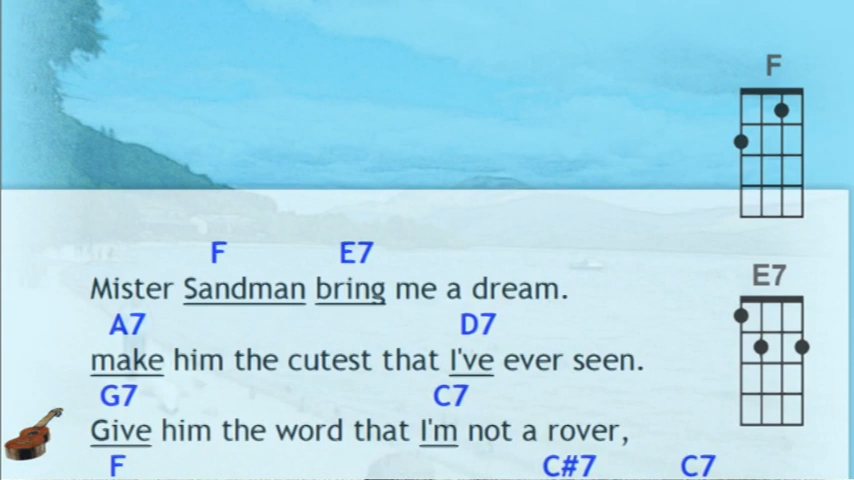 F
F E7
Mister Sandman bring me a dream.
E7
A7 D7
make him the cutest that I've ever seen.
G7 C7
Give him the word that I'm not a rover,
F C#7 C7